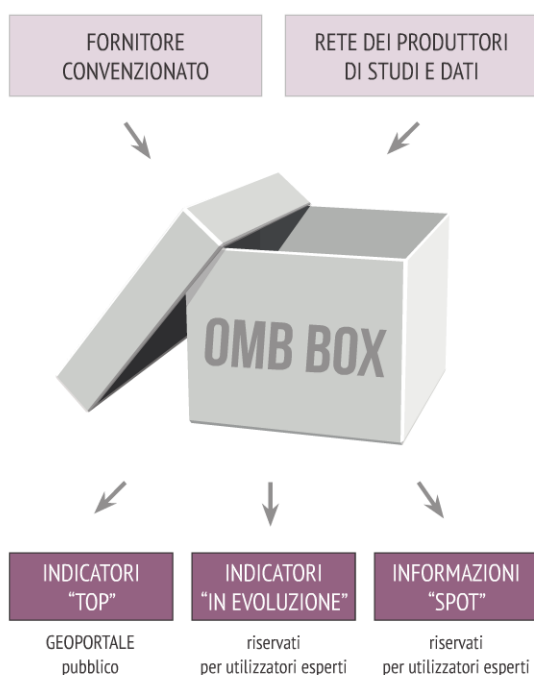 FORNITORE
CONVENZIONATO
RETE DEI PRODUTTORI
DI STUDI E DATI
OMB BOX
INDICATORI
“TOP”
GEOPORTALE
pubblico
INDICATORI
“IN EVOLUZIONE”
riservati
per utilizzatori esperti
INFORMAZIONI
“SPOT”
riservati
per utilizzatori esperti